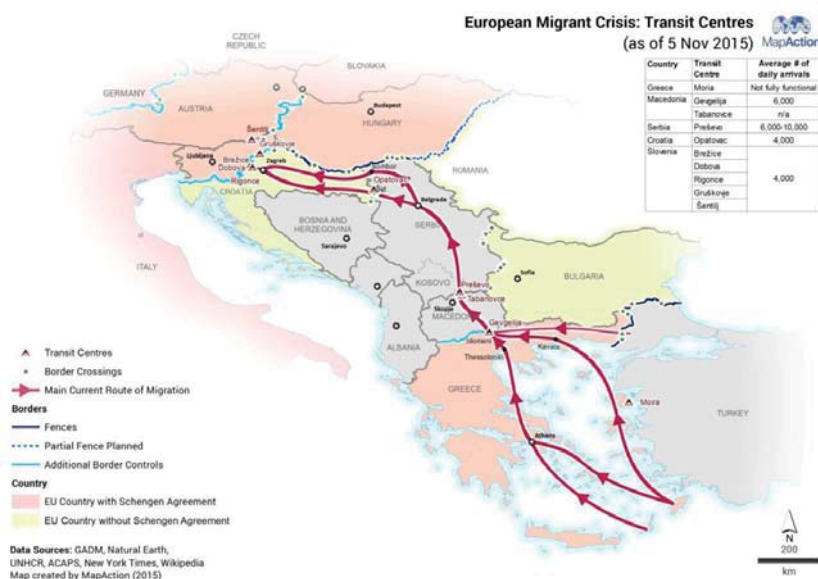 European Migrant Crisis: Transit Centres
(as of 5 Nov 2015)
MapAction
Country Transit Centre Average # of daily arrivals
Greece Moria Not fully functional
Macedonia Gevgelija 6,000
Tabanovce n/a
Serbia Preševo 6,000-10,000
Croatia Opatovac 4,000
Slovenia Brežice
Dobova
Rigonce 4,000
Gruškovje
Šentilj
CZECH
REPUBLIC
SLOVAKIA
GERMANY
AUSTRIA
Budapest
HUNGARY
Šentilj
Gruškovje
Ljubljana
Brežice
Zagreb
Dobova
Rigonce
CROATIA
Sombor
Opatovac
ROMANIA
Belgrade
BOSNIA AND
HERZEGOVINA
Sarajevo
SERBIA
ITALY
KOSOVO
Preševo
Tabanovce
Sofia
BULGARIA
Skopje
MACEDONIA
Gevgelija
ALBANIA
Idomeni
Thessaloniki
Kavala
GREECE
Moira
TURKEY
Athens
Transit Centres
Border Crossings
Main Current Route of Migration
Borders
Fences
Partial Fence Planned
Additional Border Controls
Country
EU Country with Schengen Agreement
EU Country without Schengen Agreement
Data Sources: GADM, Natural Earth,
UNHCR, ACAPS, New York Times, Wikipedia
Map created by MapAction (2015)
N
200
km